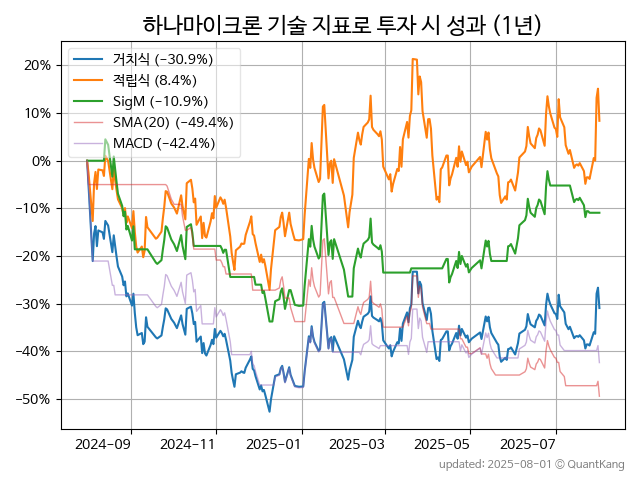 하나마이크론 기술 지표로 투자 시 성과 (1년)
거치식 (−30.9%)
적립식 (8.4%)
SigM (−10.9%)
SMA(20) (−49.4%)
MACD (−42.4%)
20%
10%
0%
−10%
−20%
−30%
−40%
−50%
2024-09 2024-11 2025-01 2025-03 2025-05 2025-07
updated: 2025-08-01 © QuantKang